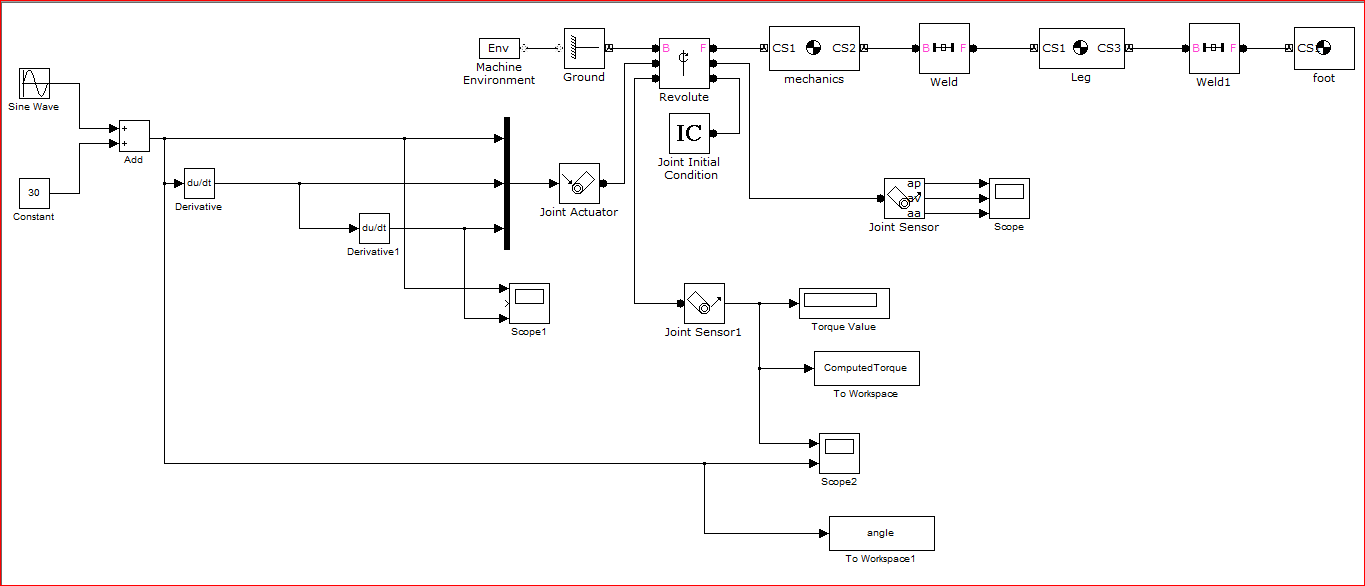 Env
Machine
Environment
Ground
B F
Revolute
CS1 CS2
mechanics
B F
Weld
CS1 CS3
Leg
B F
Weld1
CS1
foot
Sine Wave
+
+
Add
30
Constant
du/dt
Derivative
du/dt
Derivative1
Joint Actuator
IC
Joint Initial
Condition
ap
av
aa
Joint Sensor
Scope
Scope1
Joint Sensor1
Torque Value
ComputedTorque
To Workspace
Scope2
angle
To Workspace1